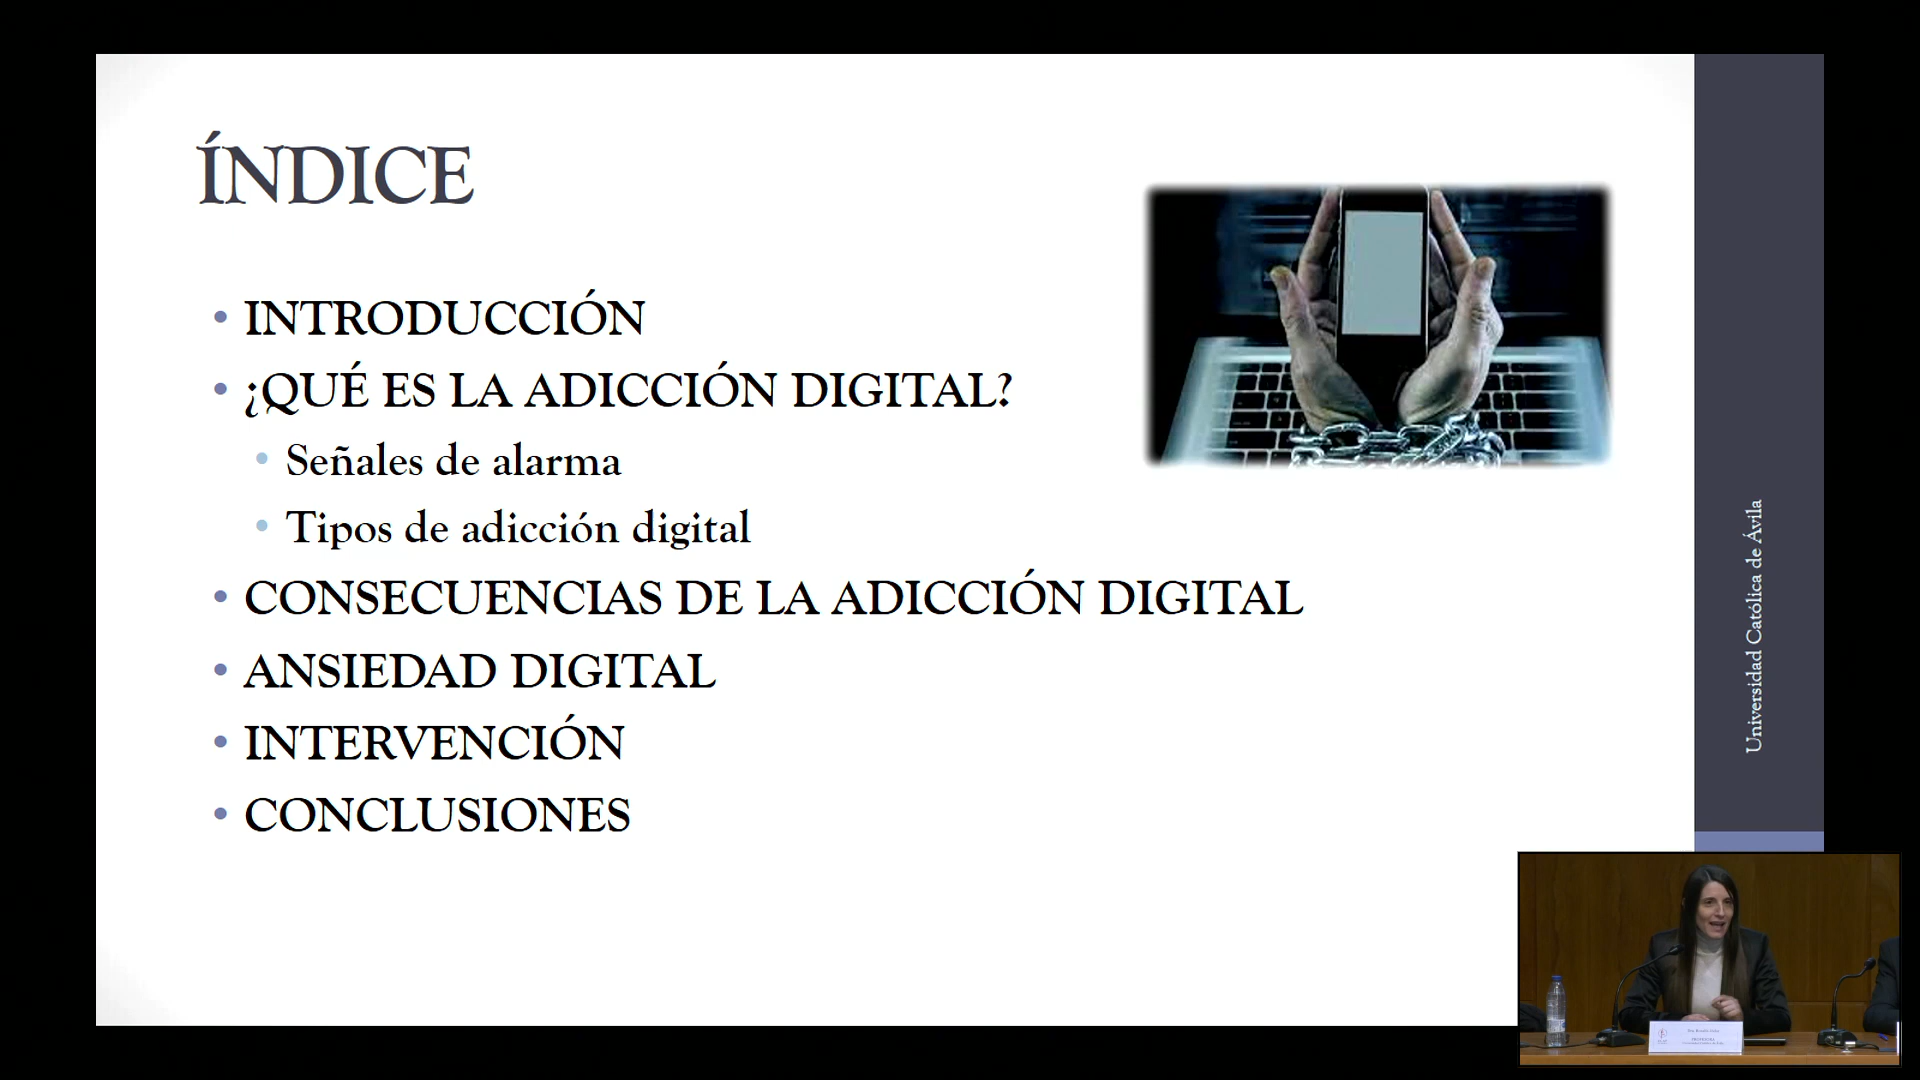 ÍNDICE
INTRODUCCIÓN
¿QUÉ ES LA ADICCIÓN DIGITAL?
Señales de alarma
Tipos de adicción digital
CONSECUENCIAS DE LA ADICCIÓN DIGITAL
ANSIEDAD DIGITAL
INTERVENCIÓN
CONCLUSIONES
Universidad Católica de Ávila